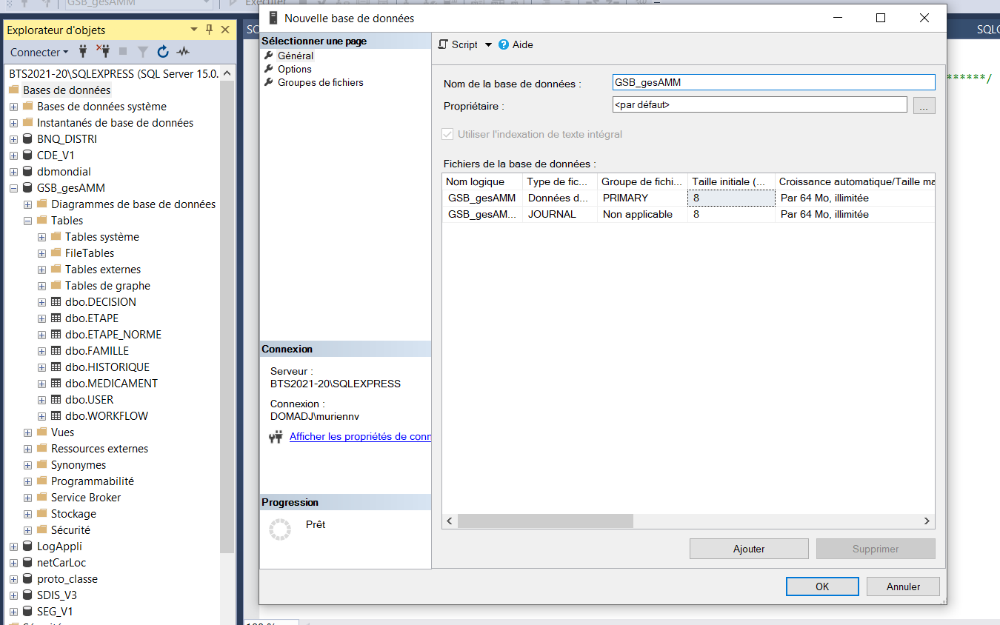 GSB_gesAMM
Exécuter
Explorateur d'objets
Connecter
BTS2021-20\SQLEXPRESS (SQL Server 15.0.
Bases de données
Bases de données système
Instantanés de base de données
BNQ_DISTRI
CDE_V1
dbmondial
GSB_gesAMM
Diagrammes de base de données
Tables
Tables système
FileTables
Tables externes
Tables de graphe
dbo.DECISION
dbo.ETAPE
dbo.ETAPE_NORME
dbo.FAMILLE
dbo.HISTORIQUE
dbo.MEDICAMENT
dbo.USER
dbo.WORKFLOW
Vues
Ressources externes
Synonymes
Programmabilité
Service Broker
Stockage
Sécurité
LogAppli
netCarLoc
proto_classe
SDIS_V3
SEG_V1
Nouvelle base de données
Sélectionner une page
Général
Options
Groupes de fichiers
Connexion
Serveur :
BTS2021-20\SQLEXPRESS
Connexion :
DOMADJ\muriennv
Afficher les propriétés de conn
Progression
Prêt
Script Aide
Nom de la base de données : GSB_gesAMM
Propriétaire : <par défaut> ...
Utiliser l'indexation de texte intégral
Fichiers de la base de données :
Nom logique Type de fic... Groupe de fichi... Taille initiale (... Croissance automatique/Taille ma
GSB_gesAMM Données d... PRIMARY 8 Par 64 Mo, illimitée
GSB_gesAM... JOURNAL Non applicable 8 Par 64 Mo, illimitée
Ajouter Supprimer
OK Annuler
SQLC
******/